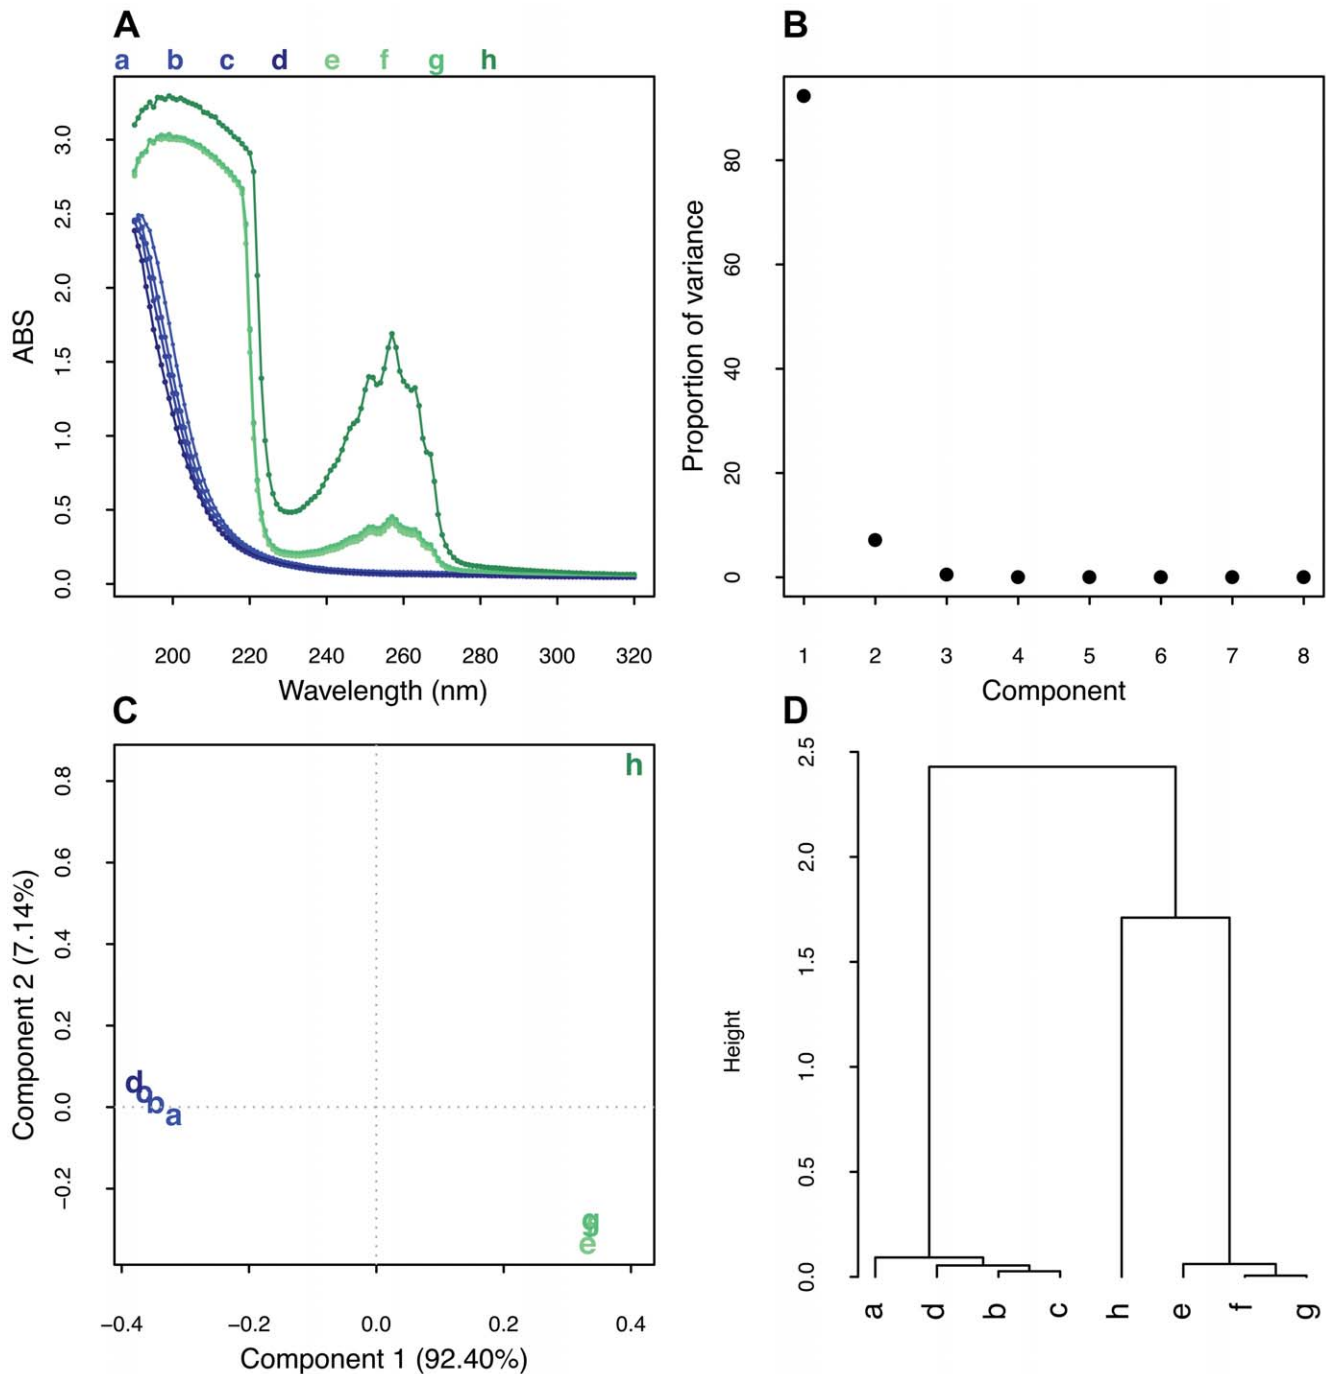 A
a b c d e f g h
3.0
2.5
2.0
1.5
1.0
0.5
0.0
ABS
200 220 240 260 280 300 320
Wavelength (nm)
B
80
60
40
20
0
Proportion of variance
1 2 3 4 5 6 7 8
Component
C
0.8
0.6
0.4
0.2
0.0
−0.2
Component 2 (7.14%)
h
d
b
a
g
e
−0.4 −0.2 0.0 0.2 0.4
Component 1 (92.40%)
D
2.5
2.0
1.5
1.0
0.5
0.0
Height
a d b c h e f g